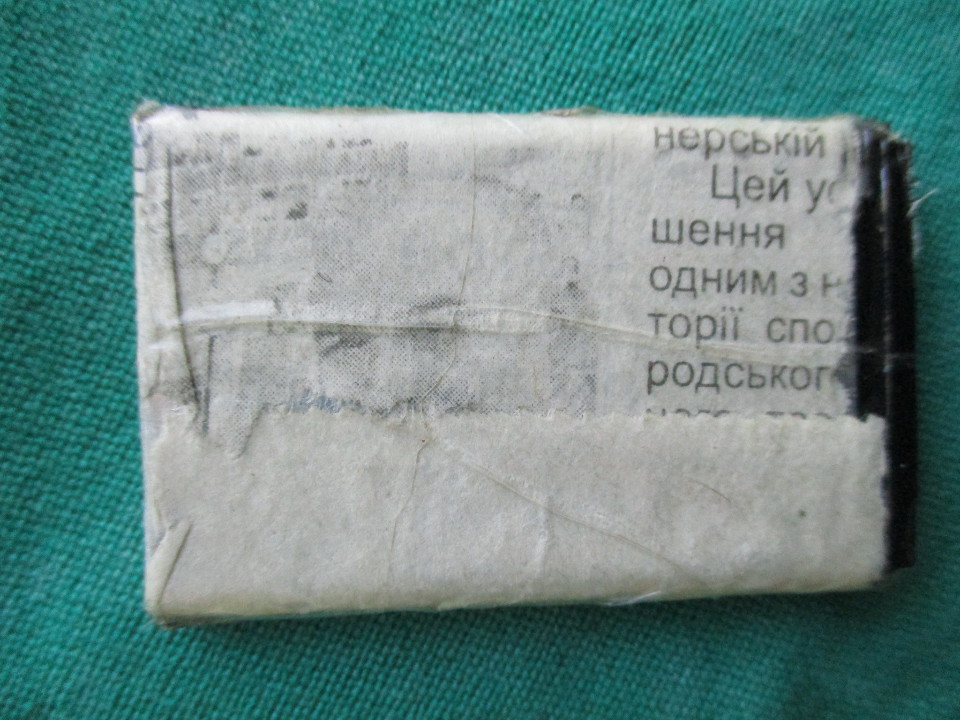 нерській
Цей
шення
одним з
торії спо
родськог